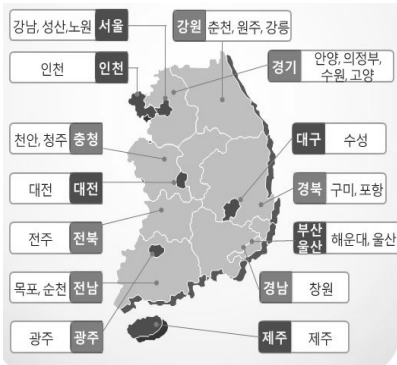 강남, 성산,노원 서울
강원 춘천, 원주, 강릉
인천 인천
경기 안양, 의정부,
수원, 고양
천안, 청주 충청
대구 수성
대전 대전
경북 구미, 포항
전주 전북
부산
울산 해운대, 울산
목포, 순천 전남
경남 창원
광주 광주
제주 제주